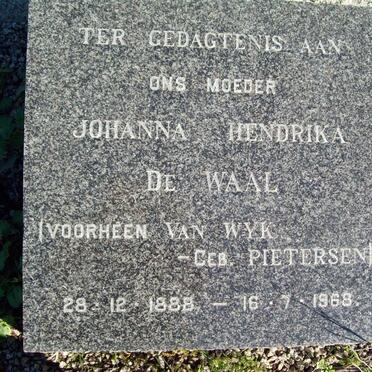 TER GEDAGTENIS AAN
ONS MOEDER
JOHANNA HENDRIKA
DE WAAL
(VOORHEEN VAN WYK
-GEB. PIETERSEN)
28·12·1888 – 16·7·1968.